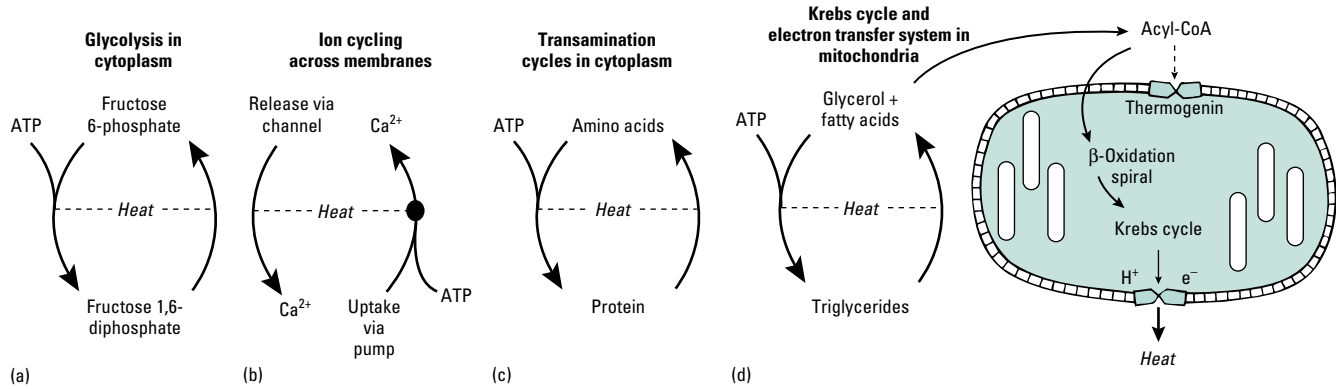 Glycolysis in
cytoplasm
ATP
Fructose
6-phosphate
Heat
Fructose 1,6-
diphosphate
(a)
Ion cycling
across membranes
Release via
channel
Ca²⁺
Heat
Ca²⁺
Uptake
via
pump
ATP
(b)
Transamination
cycles in cytoplasm
ATP
Amino acids
Heat
Protein
(c)
Krebs cycle and
electron transfer system in
mitochondria
ATP
Glycerol +
fatty acids
Heat
Triglycerides
(d)
Acyl-CoA
Thermogenin
β-Oxidation
spiral
Krebs cycle
H⁺ e⁻
Heat